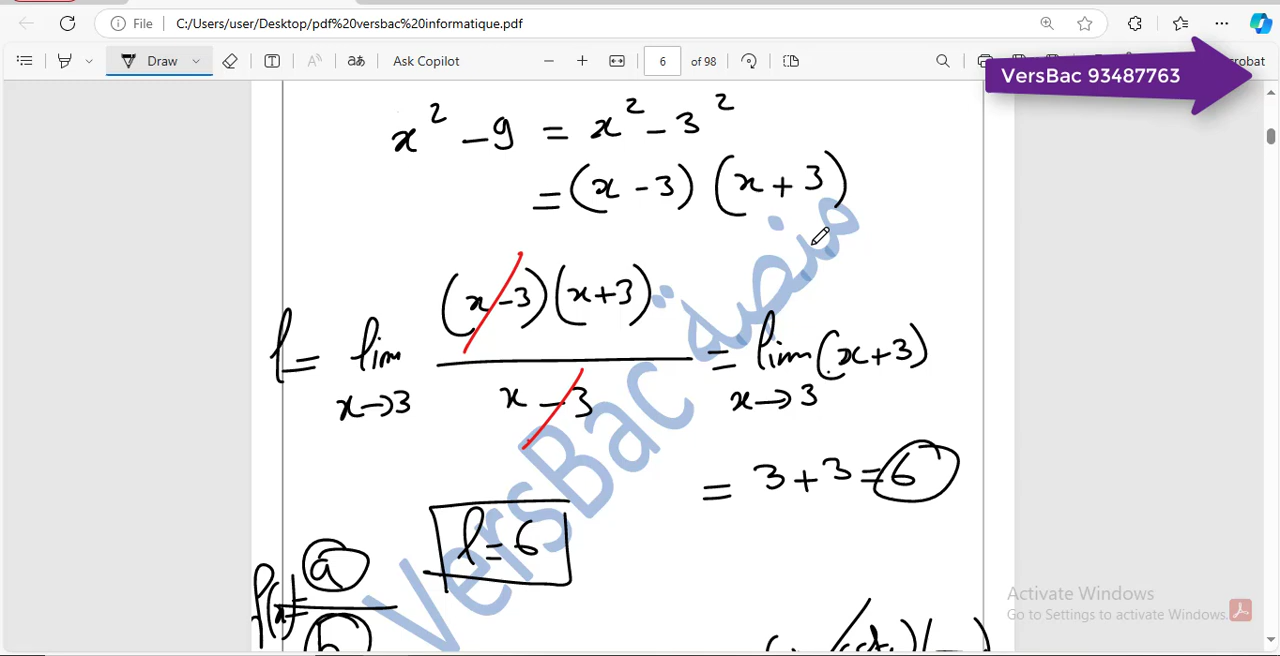 File C:/Users/user/Desktop/pdf%20versbac%20informatique.pdf
Draw Ask Copilot 6 of 98
VersBac 93487763
x² - 9 = x² - 3²
= (x - 3) (x + 3)
l = lim x→3 (x-3)(x+3) / x - 3 = lim x→3 (x+3)
= 3 + 3 = 6
l = 6
f(x) = a / b
VersBac
Activate Windows
Go to Settings to activate Windows.